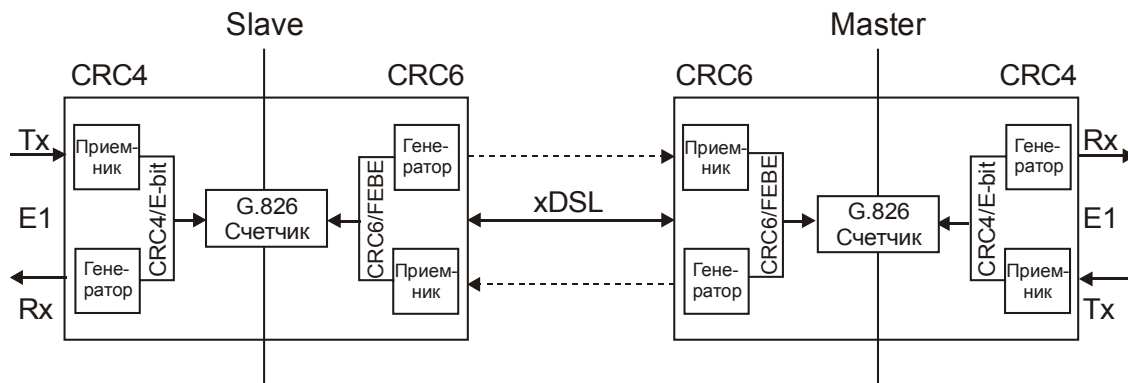 Slave
Master
CRC4
CRC6
CRC6
CRC4
Tx
Прием-
ник
Гене-
ратор
CRC4/E-bit
E1
Rx
G.826
Счетчик
CRC6/FEBE
Гене-
ратор
Прием-
ник
xDSL
Прием-
ник
Гене-
ратор
CRC6/FEBE
G.826
Счетчик
CRC4/E-bit
Гене-
ратор
Прием-
ник
Rx
E1
Tx